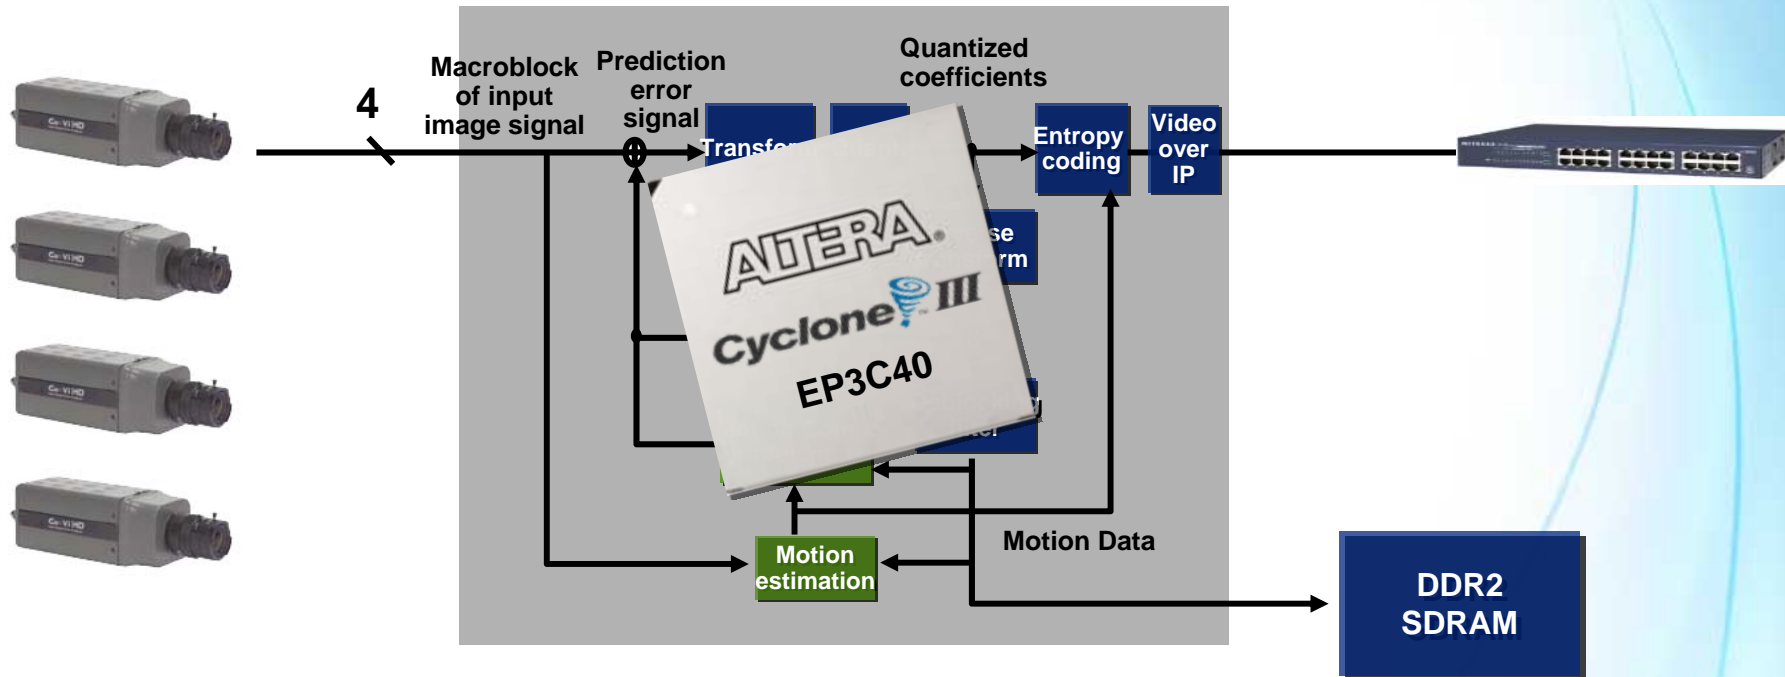 4
Macroblock
of input
image signal
Prediction
error
signal
Quantized
coefficients
Entropy
coding
Video
over
IP
ALTERA®
Cyclone™ III
EP3C40
Motion
estimation
Motion Data
DDR2
SDRAM